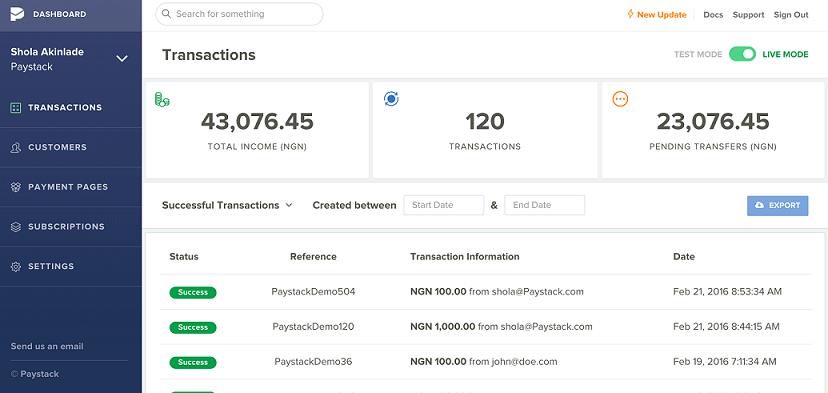 DASHBOARD
Search for something
New Update
Docs
Support
Sign Out
Shola Akinlade
Paystack
TRANSACTIONS
CUSTOMERS
PAYMENT PAGES
SUBSCRIPTIONS
SETTINGS
Send us an email
© Paystack
Transactions
TEST MODE
LIVE MODE
43,076.45
TOTAL INCOME (NGN)
120
TRANSACTIONS
23,076.45
PENDING TRANSFERS (NGN)
Successful Transactions
Created between
Start Date
&
End Date
EXPORT
Status Reference Transaction Information Date
Success PaystackDemo504 NGN 100.00 from shola@Paystack.com Feb 21, 2016 8:53:34 AM
Success PaystackDemo120 NGN 1,000.00 from shola@Paystack.com Feb 21, 2016 8:44:15 AM
Success PaystackDemo36 NGN 100.00 from john@doe.com Feb 19, 2016 7:11:34 AM